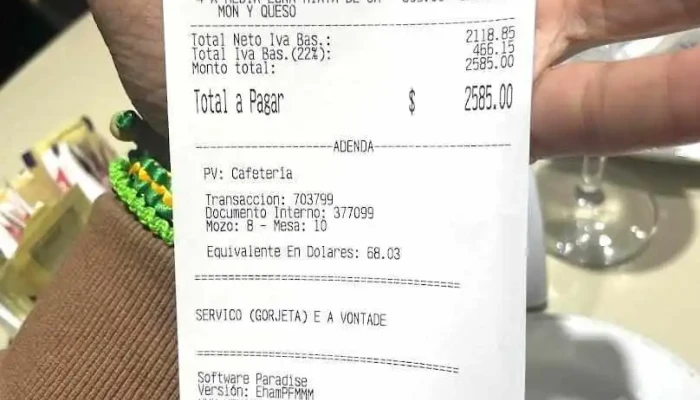 MON Y QUESO
Total Neto Iva Bas.: 2118.85
Total Iva Bas.(22%): 466.15
Monto total: 2585.00
Total a Pagar $ 2585.00
ADENDA
PV: Cafeteria
Transaccion: 703799
Documento Interno: 377099
Mozo: 8 - Mesa: 10
Equivalente En Dolares: 68.03
SERVICO (GORJETA) E A VONTADE
Software Paradise
Versión: EnamPFMMM